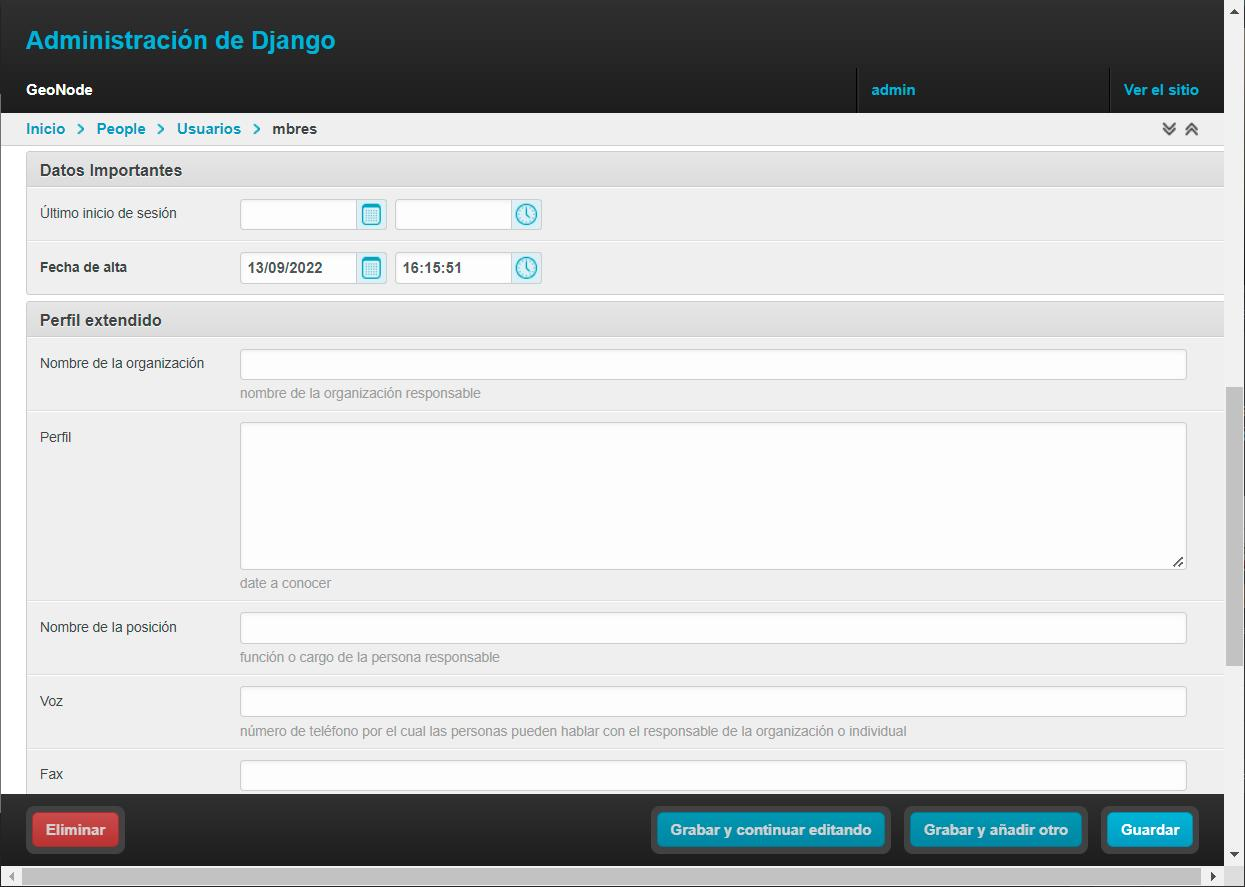 Administración de Django
GeoNode
admin
Ver el sitio
Inicio > People > Usuarios > mbres
Datos Importantes
Último inicio de sesión
Fecha de alta
13/09/2022
16:15:51
Perfil extendido
Nombre de la organización
nombre de la organización responsable
Perfil
date a conocer
Nombre de la posición
función o cargo de la persona responsable
Voz
número de teléfono por el cual las personas pueden hablar con el responsable de la organización o individual
Fax
Eliminar
Grabar y continuar editando
Grabar y añadir otro
Guardar